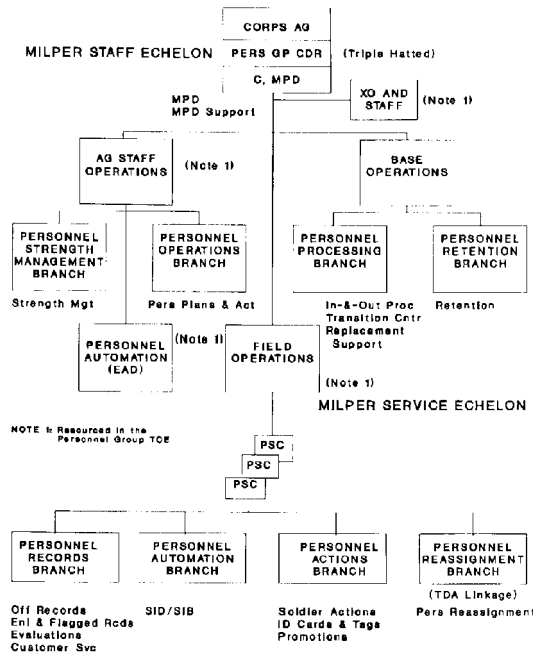 CORPS AG
MILPER STAFF ECHELON
PERS GP CDR
(Triple Hatted)
C, MPD
MPD
MPD Support
XO AND
STAFF
(Note 1)
AG STAFF
OPERATIONS
(Note 1)
BASE
OPERATIONS
PERSONNEL
STRENGTH
MANAGEMENT
BRANCH
Strength Mgt
PERSONNEL
OPERATIONS
BRANCH
Pers Plans & Act
PERSONNEL
PROCESSING
BRANCH
In-&-Out Proc
Transition Cntr
Replacement
Support
PERSONNEL
RETENTION
BRANCH
Retention
PERSONNEL
AUTOMATION
(EAD)
(Note 1)
FIELD
OPERATIONS
(Note 1)
MILPER SERVICE ECHELON
NOTE 1: Resourced in the
Personnel Group TOE
PSC
PSC
PSC
PERSONNEL
RECORDS
BRANCH
Off Records
Enl & Flagged Rcds
Evaluations
Customer Svc
PERSONNEL
AUTOMATION
BRANCH
SID/SIB
PERSONNEL
ACTIONS
BRANCH
Soldier Actions
ID Cards & Tags
Promotions
PERSONNEL
REASSIGNMENT
BRANCH
(TDA Linkage)
Pers Reassignment